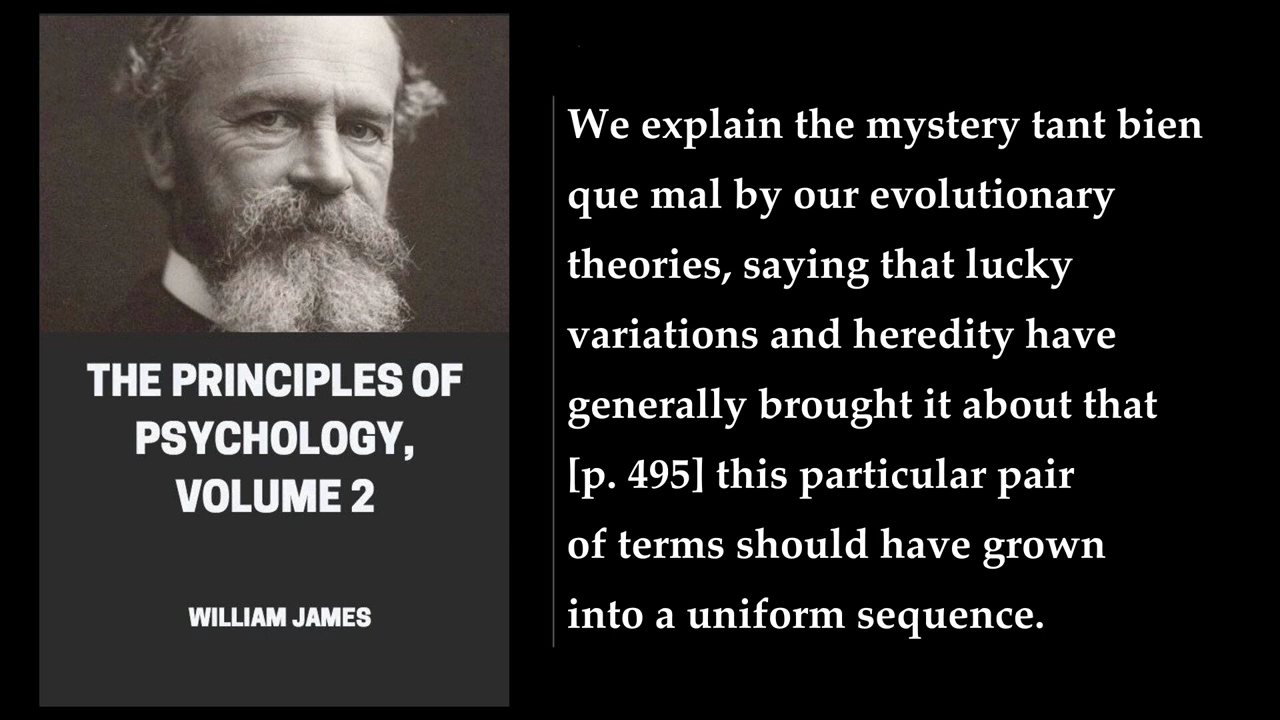 THE PRINCIPLES OF
PSYCHOLOGY,
VOLUME 2
WILLIAM JAMES
We explain the mystery tant bien
que mal by our evolutionary
theories, saying that lucky
variations and heredity have
generally brought it about that
[p. 495] this particular pair
of terms should have grown
into a uniform sequence.